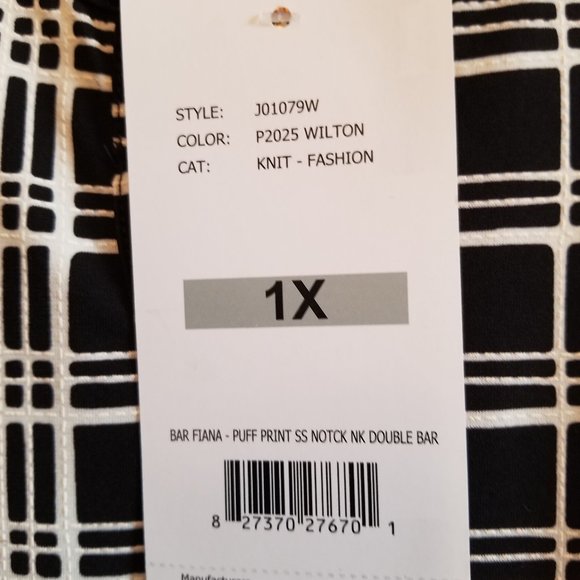 STYLE: J01079W
COLOR: P2025 WILTON
CAT: KNIT - FASHION
1X
BAR FIANA - PUFF PRINT SS NOTCK NK DOUBLE BAR
8 27370 27670 1